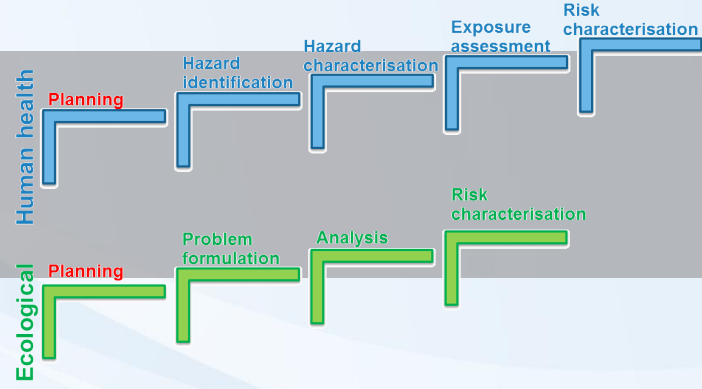 Human health
Planning
Hazard
identification
Hazard
characterisation
Exposure
assessment
Risk
characterisation
Ecological
Planning
Problem
formulation
Analysis
Risk
characterisation